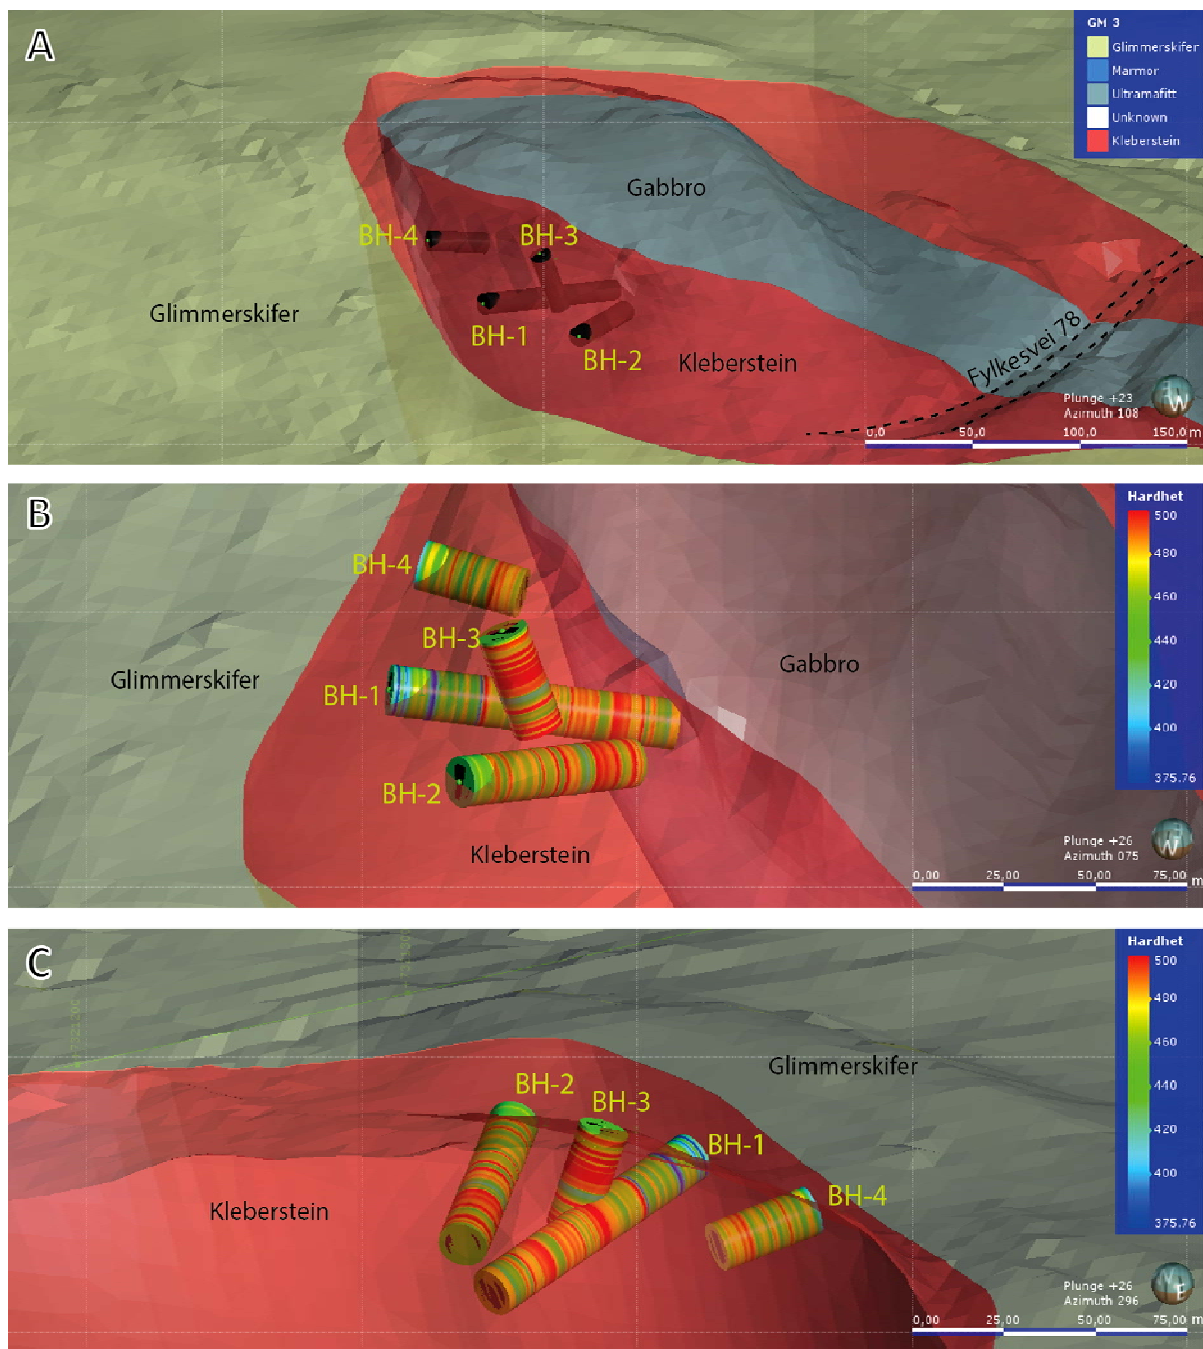 A
GM 3
Glimmerskifer
Marmor
Ultramafitt
Unknown
Kleberstein
Gabbro
BH-4
BH-3
Glimmerskifer
BH-1
BH-2
Kleberstein
Fylkesvei 78
Plunge +23
Azimuth 108
W
0,0 50,0 100,0 150,0 m
B
Hardhet
500
480
460
440
420
400
375.76
BH-4
BH-3
Glimmerskifer
BH-1
Gabbro
BH-2
Kleberstein
Plunge +26
Azimuth 075
W
0,00 25,00 50,00 75,00 m
C
Hardhet
500
480
460
440
420
400
375.76
Glimmerskifer
BH-2
BH-3
BH-1
BH-4
Kleberstein
Plunge +26
Azimuth 296
N
E
0,00 25,00 50,00 75,00 m